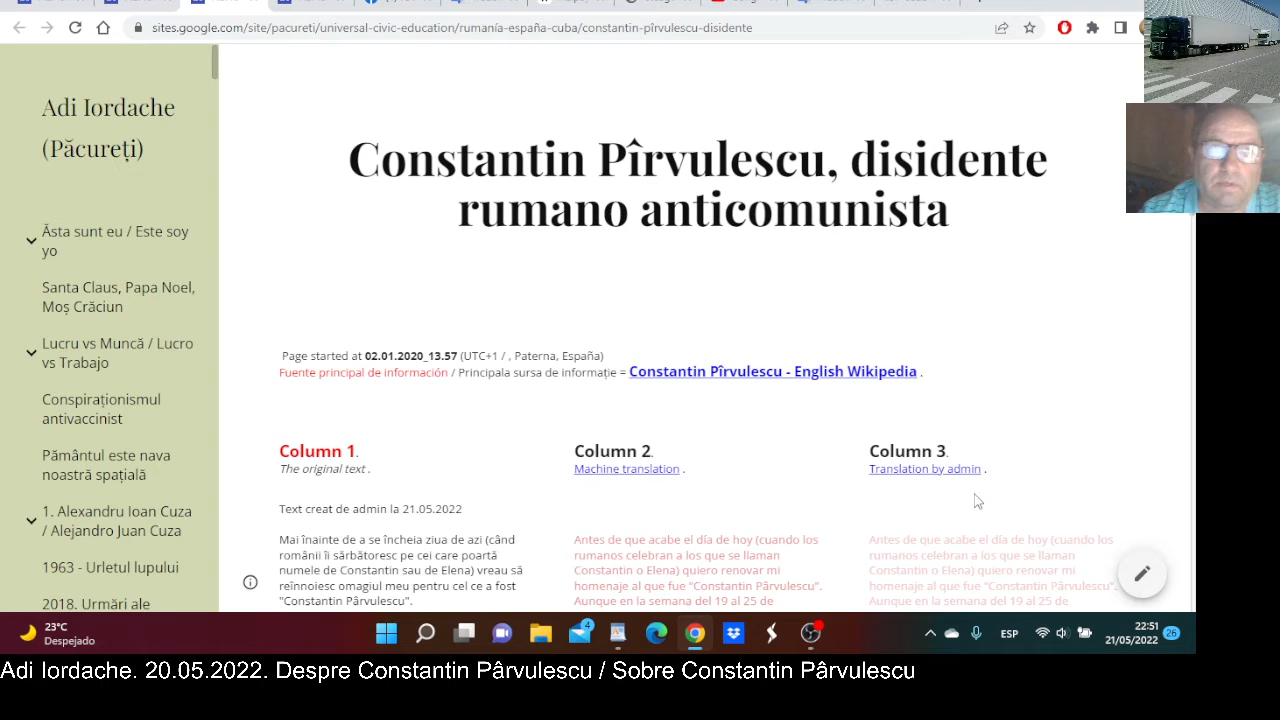 sites.google.com/site/pacureti/universal-civic-education/rumanía-españa-cuba/constantin-pîrvulescu-disidente
Adi Iordache
(Păcureți)
Ăsta sunt eu / Este soy
yo
Santa Claus, Papa Noel,
Moș Crăciun
Lucru vs Muncă / Lucro
vs Trabajo
Conspiraționismul
antivaccinist
Pământul este nava
noastră spațială
1. Alexandru Ioan Cuza
/ Alejandro Juan Cuza
1963 - Urletul lupului
2018. Urmări ale
Constantin Pîrvulescu, disidente
rumano anticomunista
Page started at 02.01.2020_13.57 (UTC+1 / , Paterna, España)
Fuente principal de información / Principala sursa de informație = Constantin Pîrvulescu - English Wikipedia .
Column 1.
The original text .
Text creat de admin la 21.05.2022
Mai înainte de a se încheia ziua de azi (când
românii îi sărbătoresc pe cei care poartă
numele de Constantin sau de Elena) vreau să
reînnoiesc omagiul meu pentru cel ce a fost
"Constantin Pârvulescu".
Column 2.
Machine translation .
Antes de que acabe el día de hoy (cuando los
rumanos celebran a los que se llaman
Constantin o Elena) quiero renovar mi
homenaje al que fue "Constantin Pârvulescu".
Aunque en la semana del 19 al 25 de
Column 3.
Translation by admin .
Antes de que acabe el día de hoy (cuando los
rumanos celebran a los que se llaman
Constantin o Elena) quiero renovar mi
homenaje al que fue "Constantin Pârvulescu".
Aunque en la semana del 19 al 25 de
23°C
Despejado
4
ESP
22:51
21/05/2022
26
Adi Iordache. 20.05.2022. Despre Constantin Pârvulescu / Sobre Constantin Pârvulescu